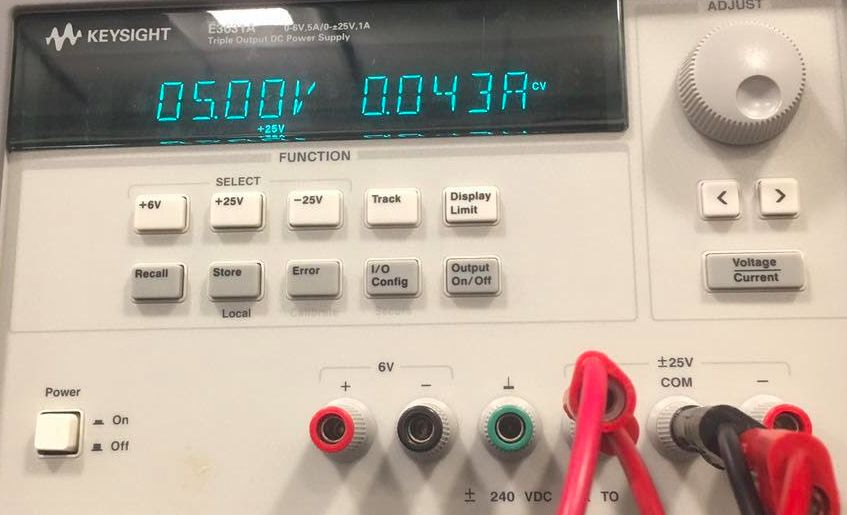 ADJUST
KEYSIGHT
E3631A 0-6V,5A/0-±25V,1A
Triple Output DC Power Supply
05.00V 0.043A CV
+25V
FUNCTION
SELECT
+6V +25V -25V Track Display Limit
Recall Store Error I/O Config Output On/Off
Local Calibrate Secure
< >
Voltage
Current
Power
On
Off
6V
+ -
±25V
COM -
± 240 VDC TO